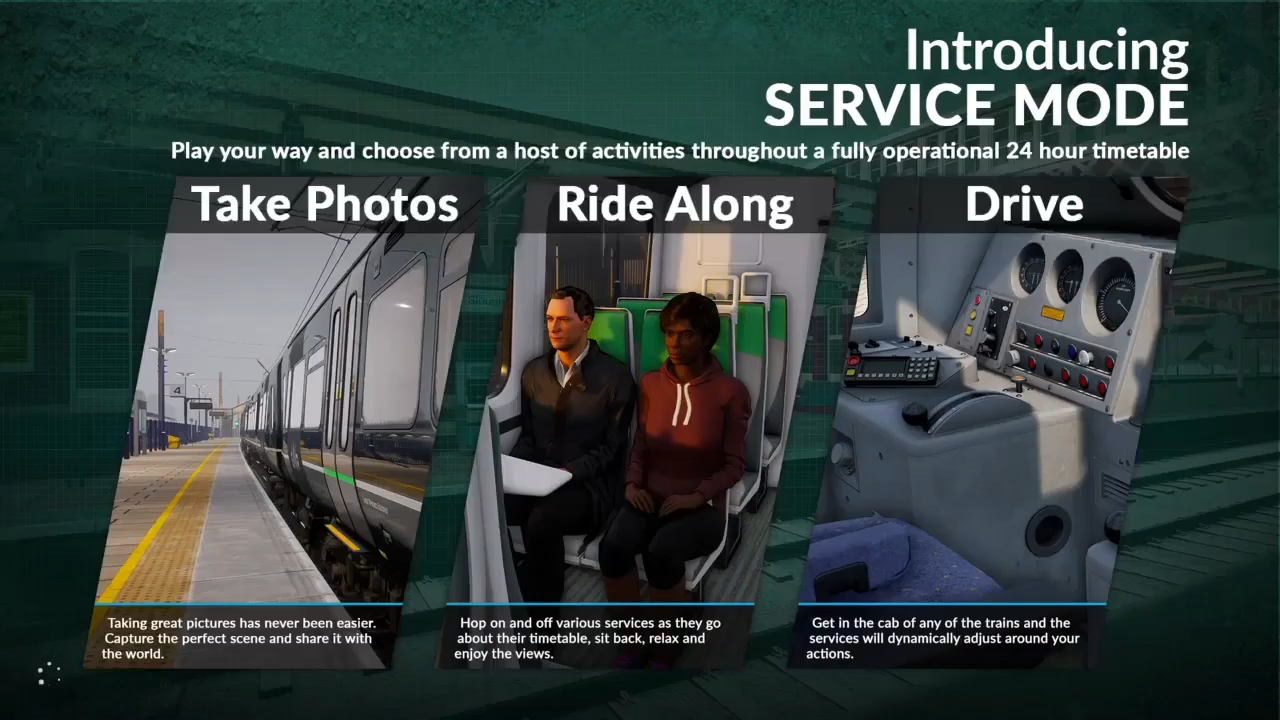 Introducing
SERVICE MODE
Play your way and choose from a host of activities throughout a fully operational 24 hour timetable
Take Photos
Ride Along
Drive
4
Taking great pictures has never been easier.
Capture the perfect scene and share it with
the world.
Hop on and off various services as they go
about their timetable, sit back, relax and
enjoy the views.
Get in the cab of any of the trains and the
services will dynamically adjust around your
actions.